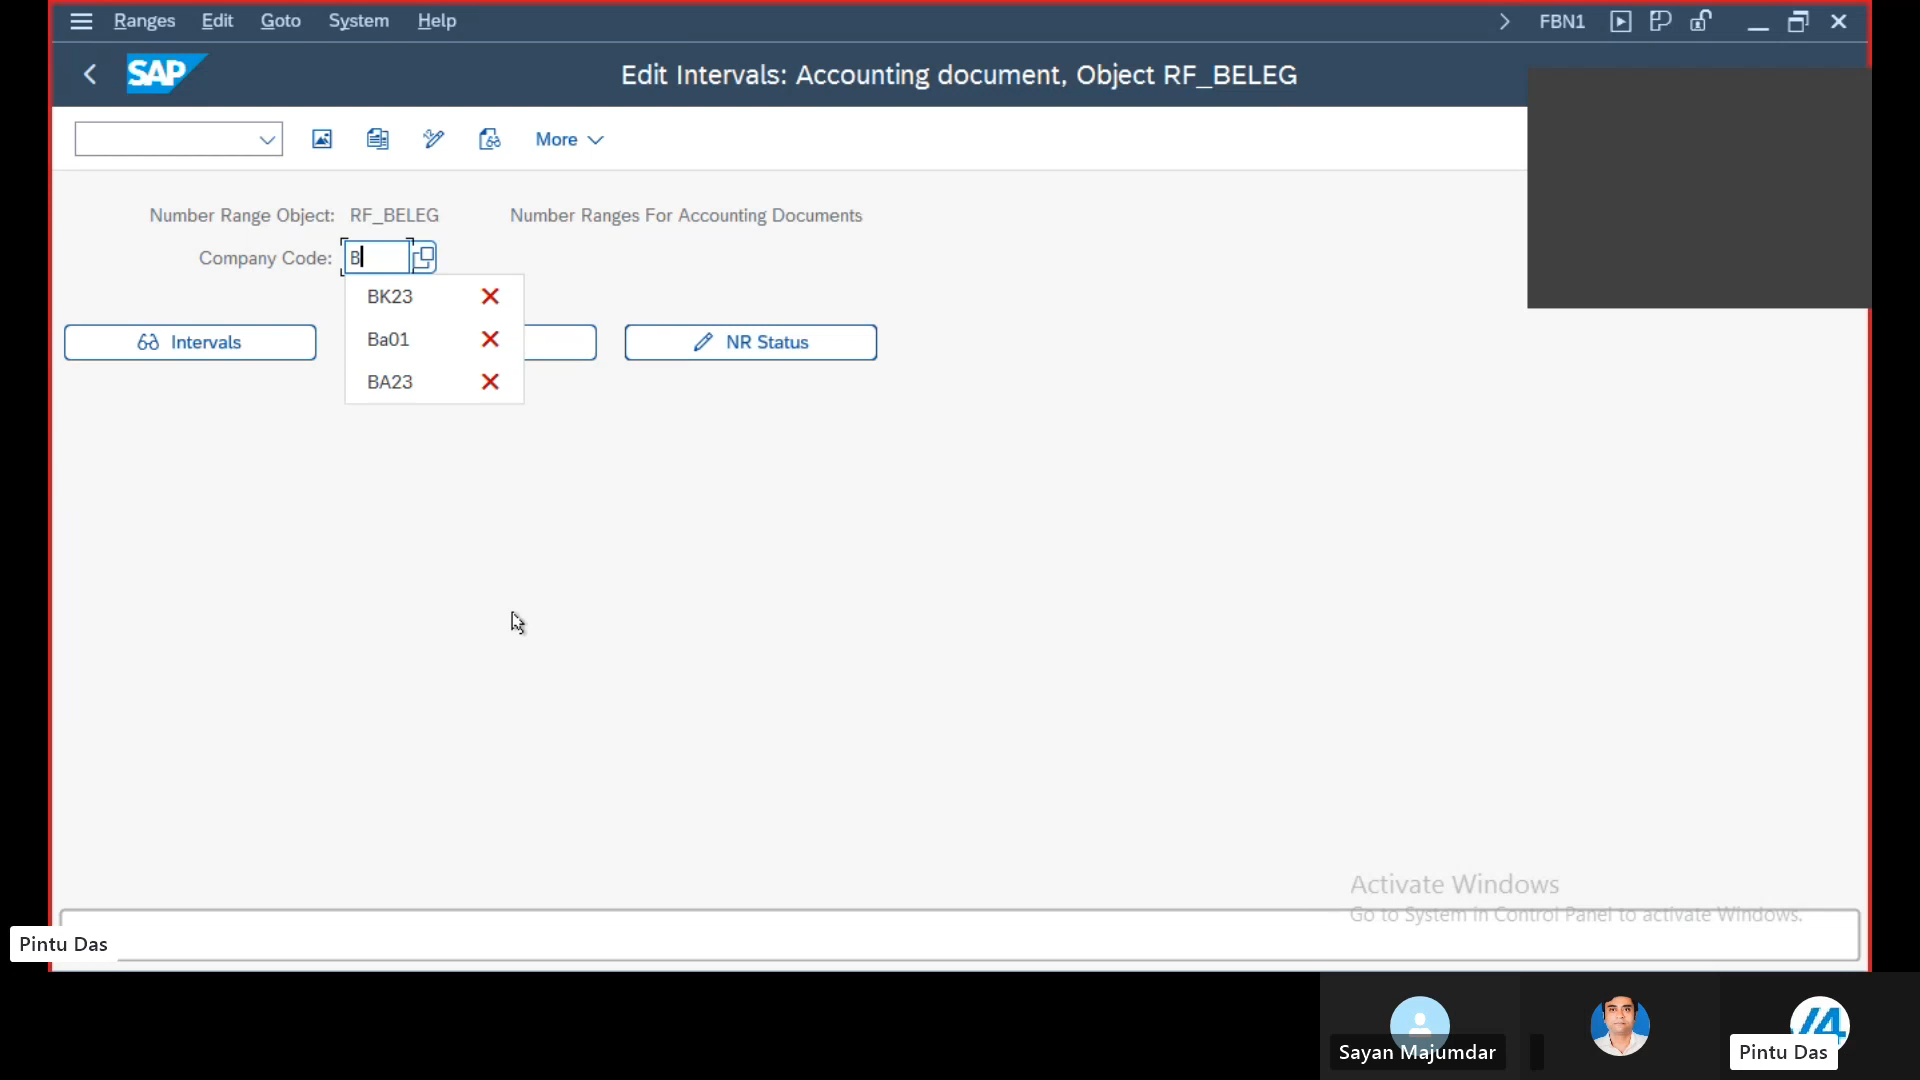 Ranges Edit Goto System Help FBN1
SAP Edit Intervals: Accounting document, Object RF_BELEG
More
Number Range Object: RF_BELEG Number Ranges For Accounting Documents
Company Code: B
BK23
Ba01
BA23
Intervals
NR Status
Activate Windows
Go to System in Control Panel to activate Windows.
Pintu Das
Sayan Majumdar
Pintu Das